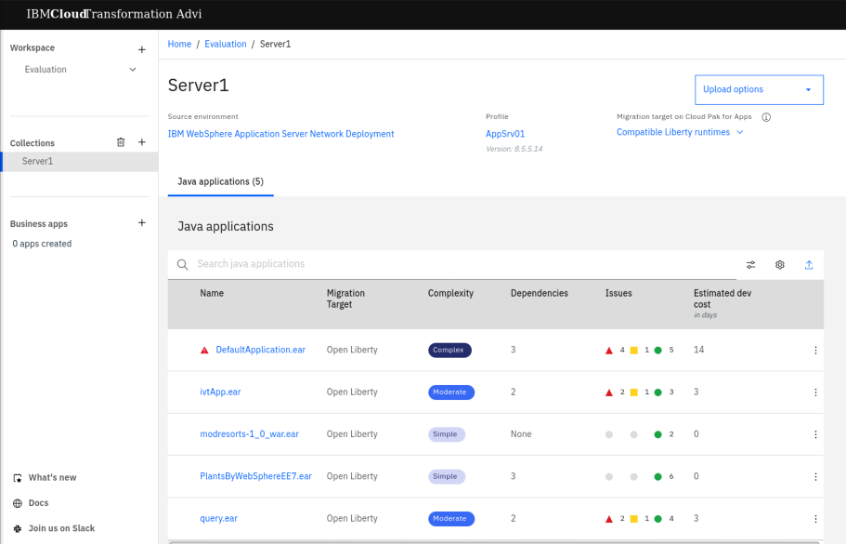 IBM Cloud Transformation Advi
Workspace
Evaluation
Collections
Server1
Business apps
0 apps created
What's new
Docs
Join us on Slack
Home / Evaluation / Server1
Server1
Upload options
Source environment
IBM WebSphere Application Server Network Deployment
Profile
AppSrv01
Version: 8.5.5.14
Migration target on Cloud Pak for Apps
Compatible Liberty runtimes
Java applications (5)
Java applications
Search java applications
Name Migration Target Complexity Dependencies Issues Estimated dev cost in days
DefaultApplication.ear Open Liberty Complex 3 4 1 5 14
ivtApp.ear Open Liberty Moderate 2 2 1 3 3
modresorts-1_0_war.ear Open Liberty Simple None 2 0
PlantsByWebSphereEE7.ear Open Liberty Simple 3 6 0
query.ear Open Liberty Moderate 2 2 1 4 3